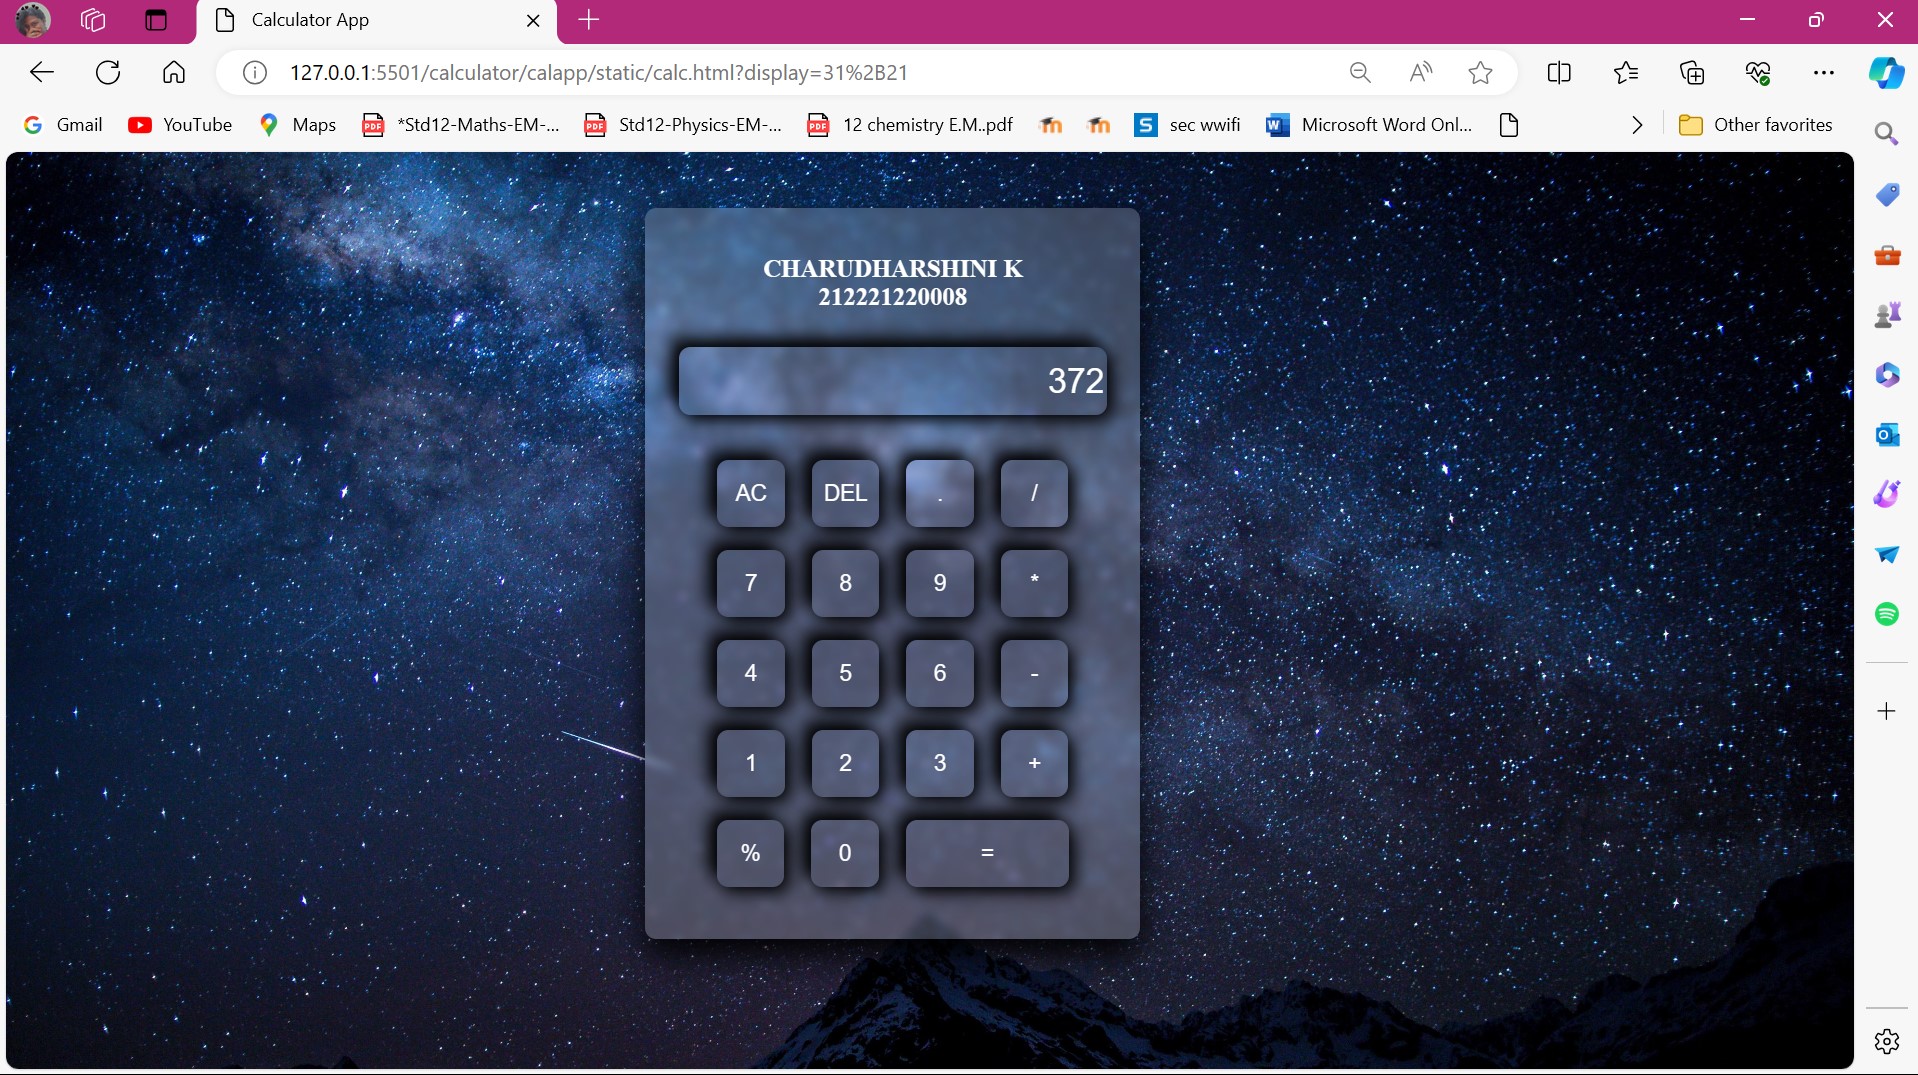 Calculator App
127.0.0.1:5501/calculator/calapp/static/calc.html?display=31%2B21
Gmail YouTube Maps *Std12-Maths-EM-... Std12-Physics-EM-... 12 chemistry E.M..pdf sec wwifi Microsoft Word Onl... Other favorites
CHARUDHARSHINI K
212221220008
372
AC DEL . /
7 8 9 *
4 5 6 -
1 2 3 +
% 0 =